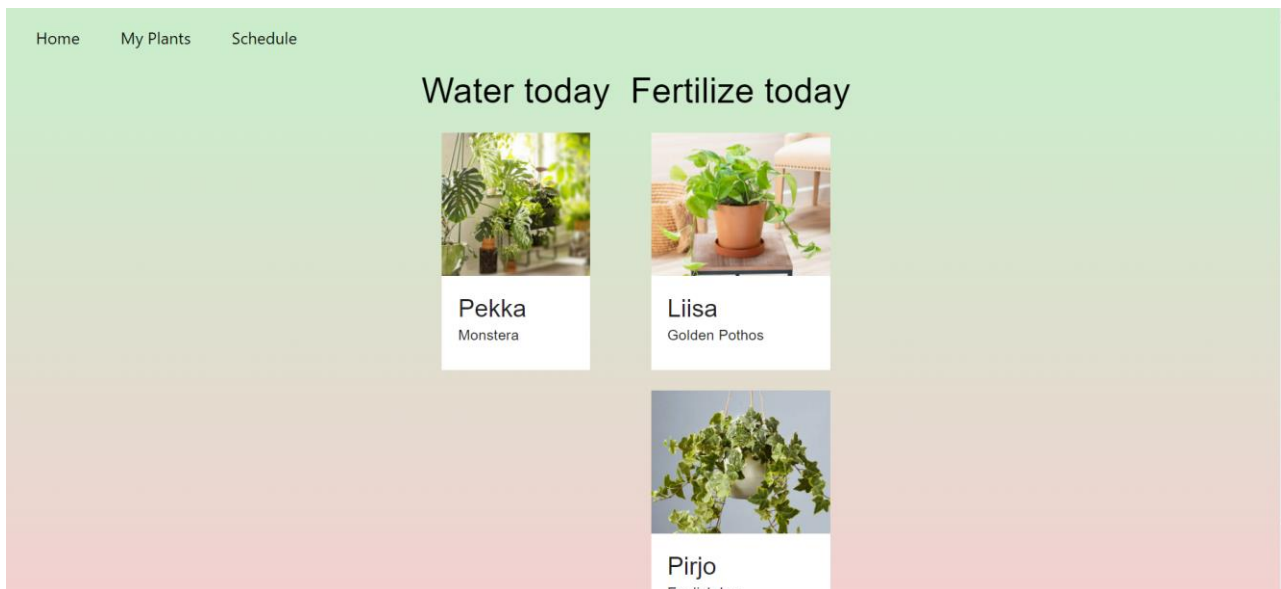 Home My Plants Schedule
Water today Fertilize today
Pekka
Monstera
Liisa
Golden Pothos
Pirjo